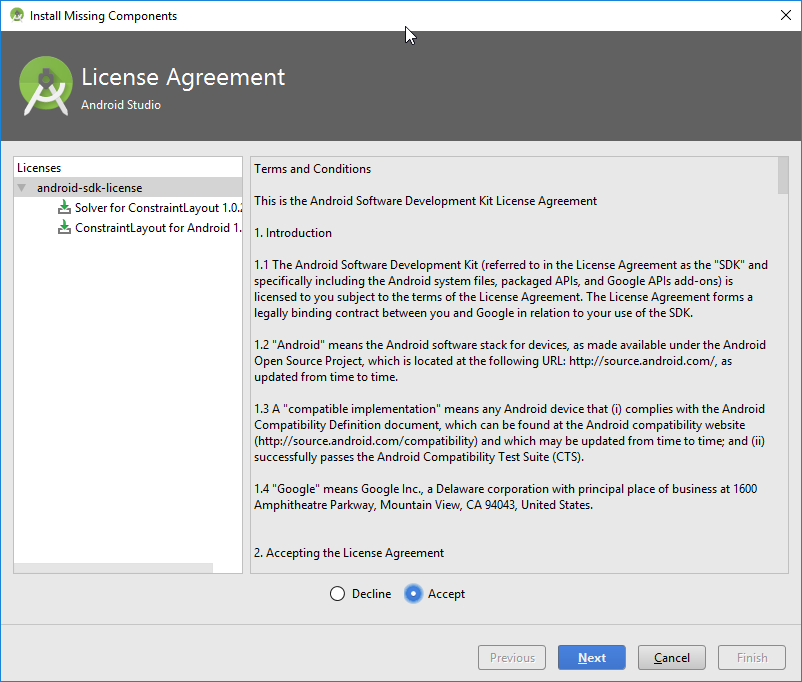 Install Missing Components
License Agreement
Android Studio
Licenses
android-sdk-license
Solver for ConstraintLayout 1.0.
ConstraintLayout for Android 1.
Terms and Conditions
This is the Android Software Development Kit License Agreement
1. Introduction
1.1 The Android Software Development Kit (referred to in the License Agreement as the "SDK" and
specifically including the Android system files, packaged APIs, and Google APIs add-ons) is
licensed to you subject to the terms of the License Agreement. The License Agreement forms a
legally binding contract between you and Google in relation to your use of the SDK.
1.2 "Android" means the Android software stack for devices, as made available under the Android
Open Source Project, which is located at the following URL: http://source.android.com/, as
updated from time to time.
1.3 A "compatible implementation" means any Android device that (i) complies with the Android
Compatibility Definition document, which can be found at the Android compatibility website
(http://source.android.com/compatibility) and which may be updated from time to time; and (ii)
successfully passes the Android Compatibility Test Suite (CTS).
1.4 "Google" means Google Inc., a Delaware corporation with principal place of business at 1600
Amphitheatre Parkway, Mountain View, CA 94043, United States.
2. Accepting the License Agreement
Decline
Accept
Previous
Next
Cancel
Finish